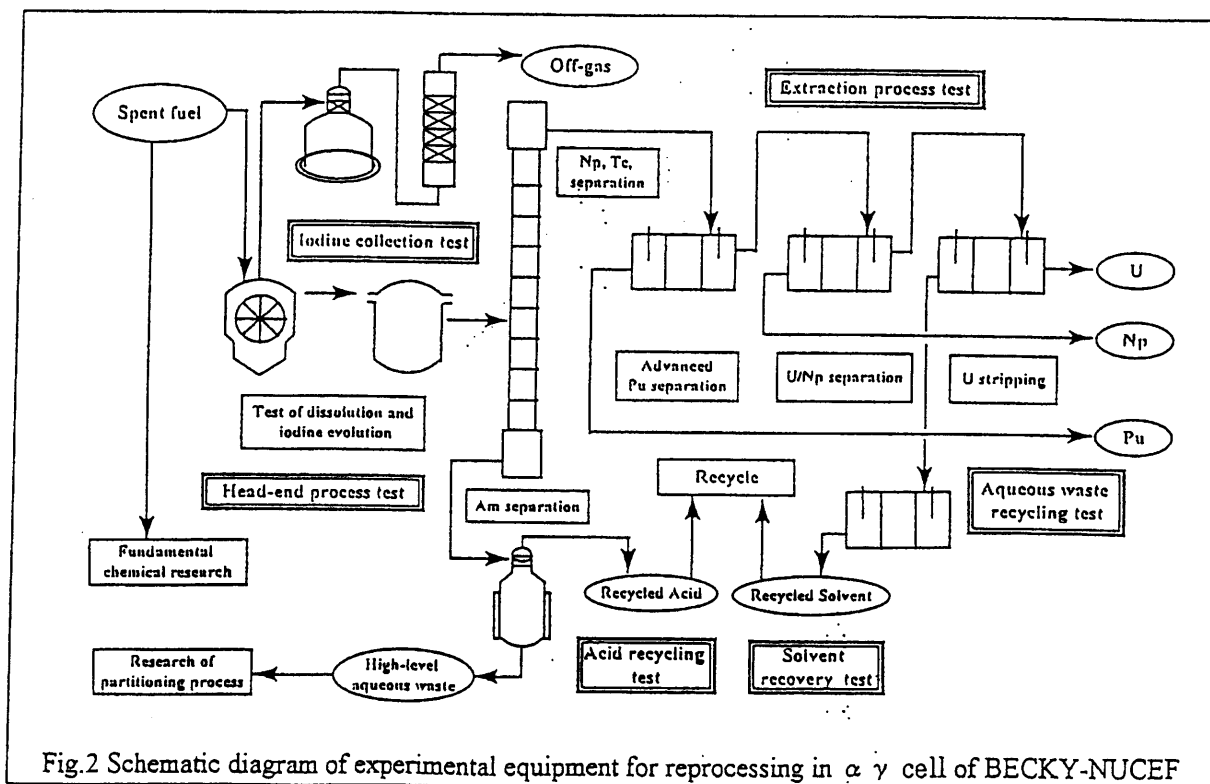 Off-gas
Extraction process test
Spent fuel
Np, Tc,
separation
Iodine collection test
U
Np
Advanced
Pu separation
U/Np separation
U stripping
Test of dissolution and
iodine evolution
Pu
Head-end process test
Am separation
Recycle
Aqueous waste
recycling test
Fundamental
chemical research
Recycled Acid
Recycled Solvent
Acid recycling
test
Solvent
recovery test
Research of
partitioning process
High-level
aqueous waste
Fig.2 Schematic diagram of experimental equipment for reprocessing in α γ cell of BECKY-NUCEF